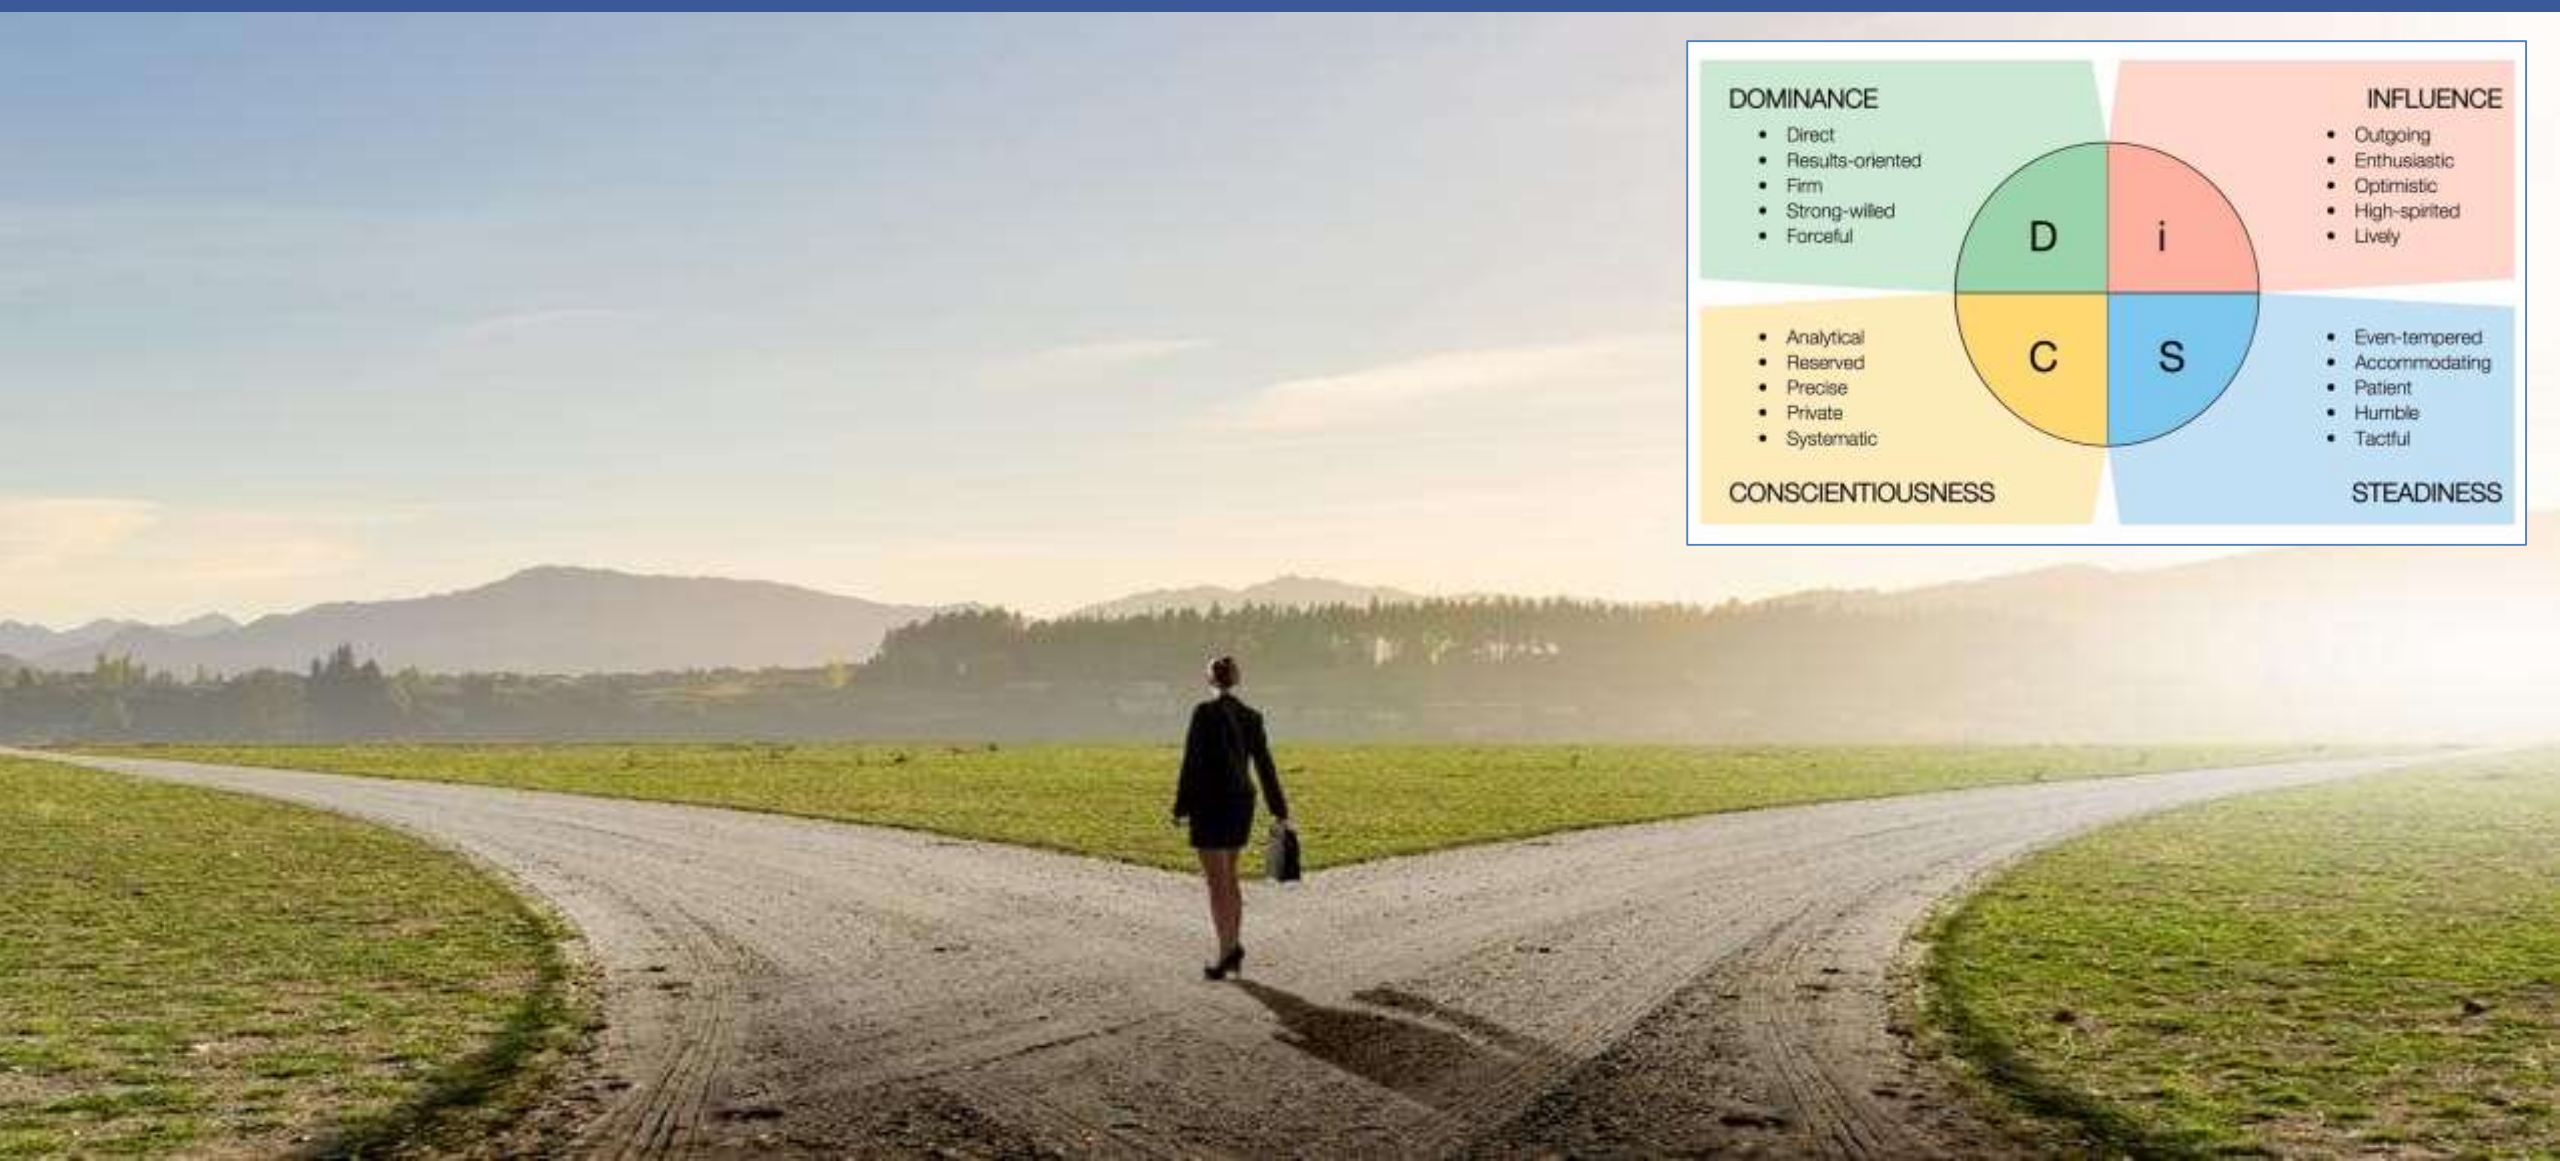 DOMINANCE
• Direct
• Results-oriented
• Firm
• Strong-willed
• Forceful
INFLUENCE
• Outgoing
• Enthusiastic
• Optimistic
• High-spirited
• Lively
D
i
C
S
• Analytical
• Reserved
• Precise
• Private
• Systematic
CONSCIENTIOUSNESS
• Even-tempered
• Accommodating
• Patient
• Humble
• Tactful
STEADINESS